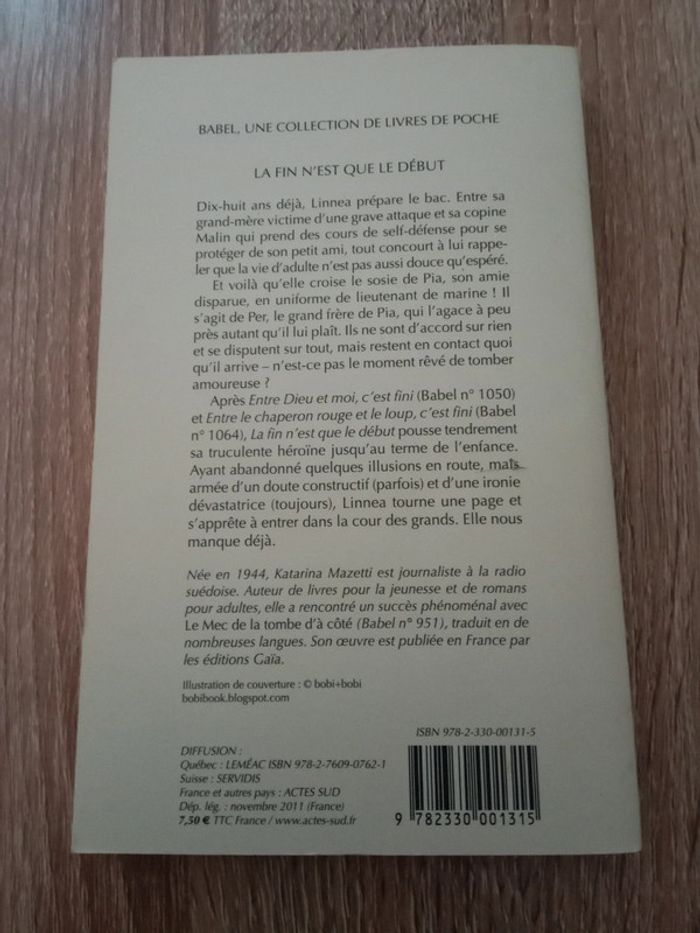 BABEL, UNE COLLECTION DE LIVRES DE POCHE
LA FIN N'EST QUE LE DÉBUT
Dix-huit ans déjà, Linnea prépare le bac. Entre sa
grand-mère victime d'une grave attaque et sa copine
Malin qui prend des cours de self-défense pour se
protéger de son petit ami, tout concourt à lui rappe-
ler que la vie d'adulte n'est pas aussi douce qu'espéré.
Et voilà qu'elle croise le sosie de Pia, son amie
disparue, en uniforme de lieutenant de marine ! Il
s'agit de Per, le grand frère de Pia, qui l'agace à peu
près autant qu'il lui plaît. Ils ne sont d'accord sur rien
et se disputent sur tout, mais restent en contact quoi
qu'il arrive – n'est-ce pas le moment rêvé de tomber
amoureuse ?
Après Entre Dieu et moi, c'est fini (Babel n° 1050)
et Entre le chaperon rouge et le loup, c'est fini (Babel
n° 1064), La fin n'est que le début pousse tendrement
sa truculente héroïne jusqu'au terme de l'enfance.
Ayant abandonné quelques illusions en route, mais
armée d'un doute constructif (parfois) et d'une ironie
dévastatrice (toujours), Linnea tourne une page et
s'apprête à entrer dans la cour des grands. Elle nous
manque déjà.
Née en 1944, Katarina Mazetti est journaliste à la radio
suédoise. Auteur de livres pour la jeunesse et de romans
pour adultes, elle a rencontré un succès phénoménal avec
Le Mec de la tombe d'à côté (Babel n° 951), traduit en de
nombreuses langues. Son œuvre est publiée en France par
les éditions Gaïa.
Illustration de couverture : © bobi+bobi
bobibook.blogspot.com
ISBN 978-2-330-00131-5
DIFFUSION :
Québec : LEMÉAC ISBN 978-2-7609-0762-1
Suisse : SERVIDIS
France et autres pays : ACTES SUD
Dép. lég. : novembre 2011 (France)
7,50 € TTC France / www.actes-sud.fr
9 782330 001315